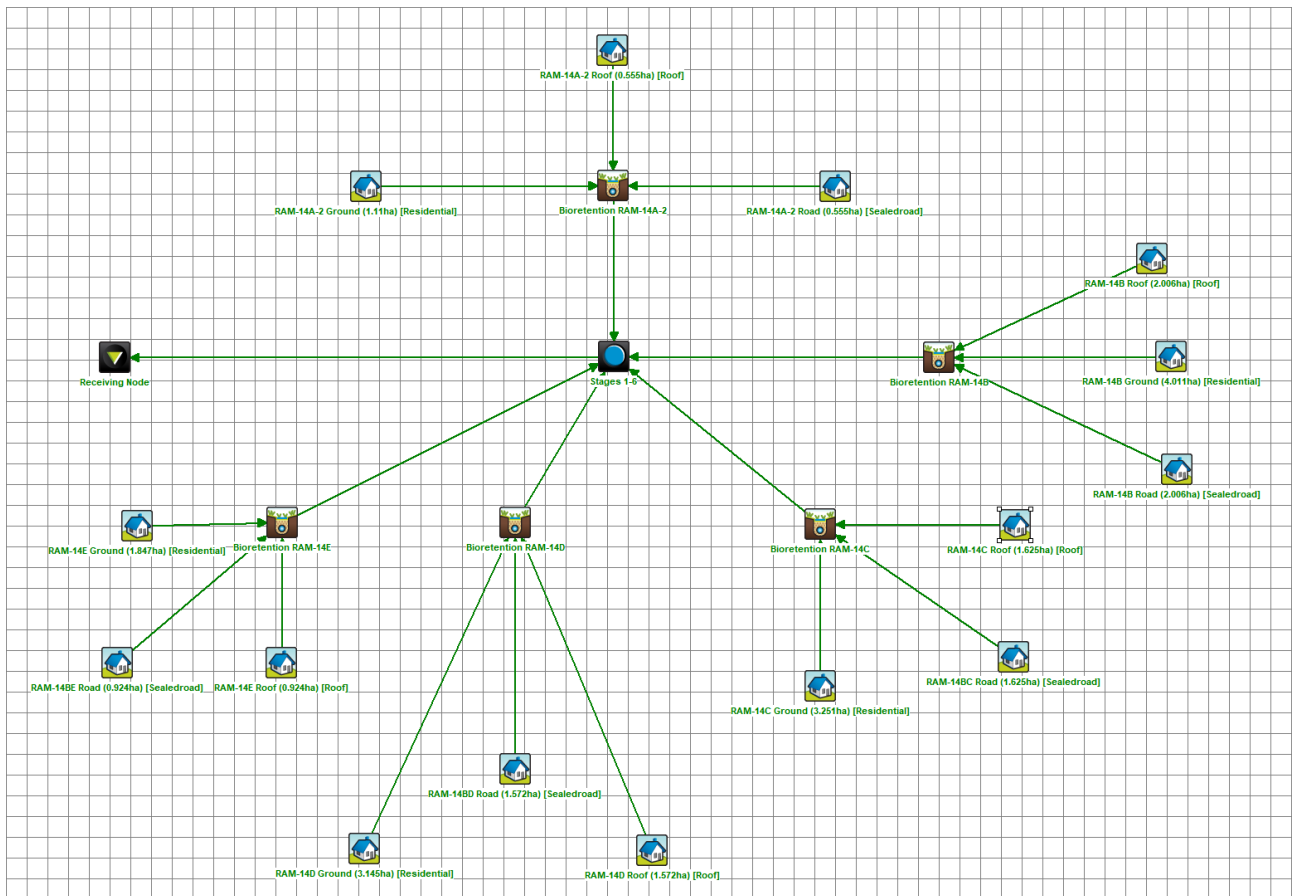 RAM-14A-2 Roof (0.555ha) [Roof]
RAM-14A-2 Ground (1.11ha) [Residential]
Bioretention RAM-14A-2
RAM-14A-2 Road (0.555ha) [Sealedroad]
RAM-14B Roof (2.006ha) [Roof]
Receiving Node
Stages 1-6
Bioretention RAM-14B
RAM-14B Ground (4.011ha) [Residential]
RAM-14B Road (2.006ha) [Sealedroad]
RAM-14E Ground (1.847ha) [Residential]
Bioretention RAM-14E
Bioretention RAM-14D
Bioretention RAM-14C
RAM-14C Roof (1.625ha) [Roof]
RAM-14BE Road (0.924ha) [Sealedroad]
RAM-14E Roof (0.924ha) [Roof]
RAM-14BC Road (1.625ha) [Sealedroad]
RAM-14C Ground (3.251ha) [Residential]
RAM-14BD Road (1.572ha) [Sealedroad]
RAM-14D Ground (3.145ha) [Residential]
RAM-14D Roof (1.572ha) [Roof]